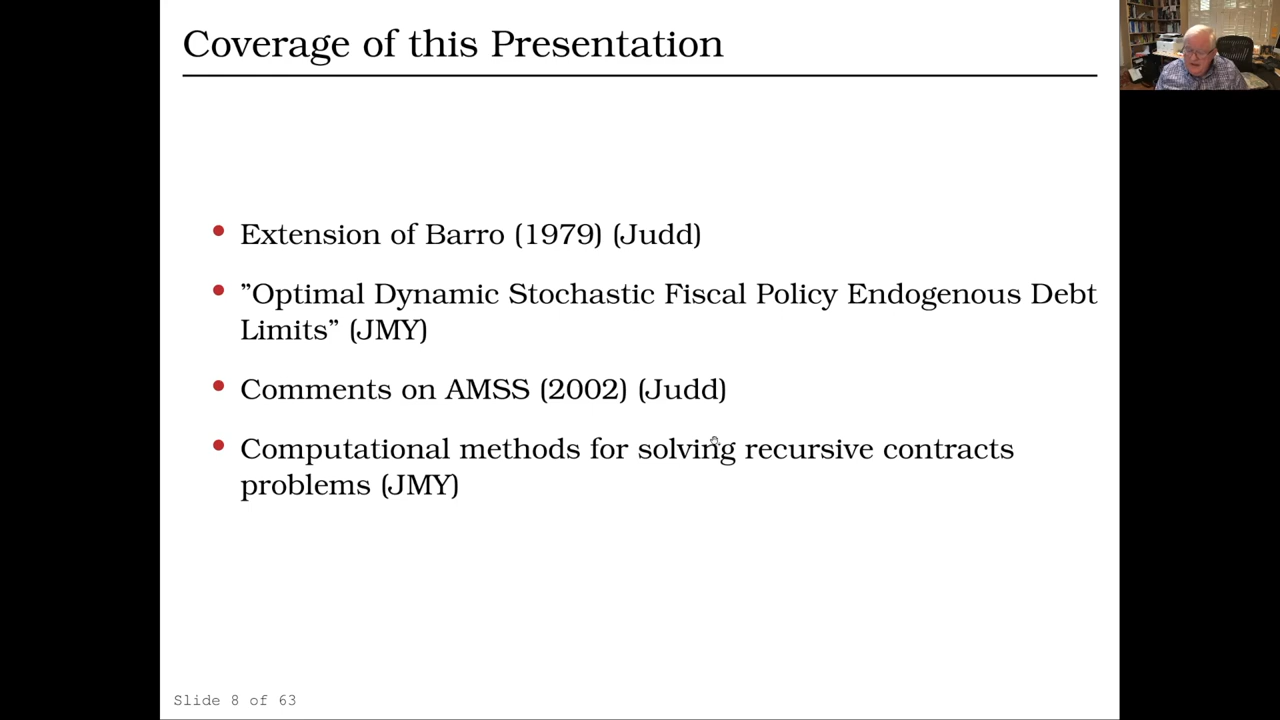 Coverage of this Presentation
• Extension of Barro (1979) (Judd)
• ”Optimal Dynamic Stochastic Fiscal Policy Endogenous Debt
Limits” (JMY)
• Comments on AMSS (2002) (Judd)
• Computational methods for solving recursive contracts
problems (JMY)
Slide 8 of 63